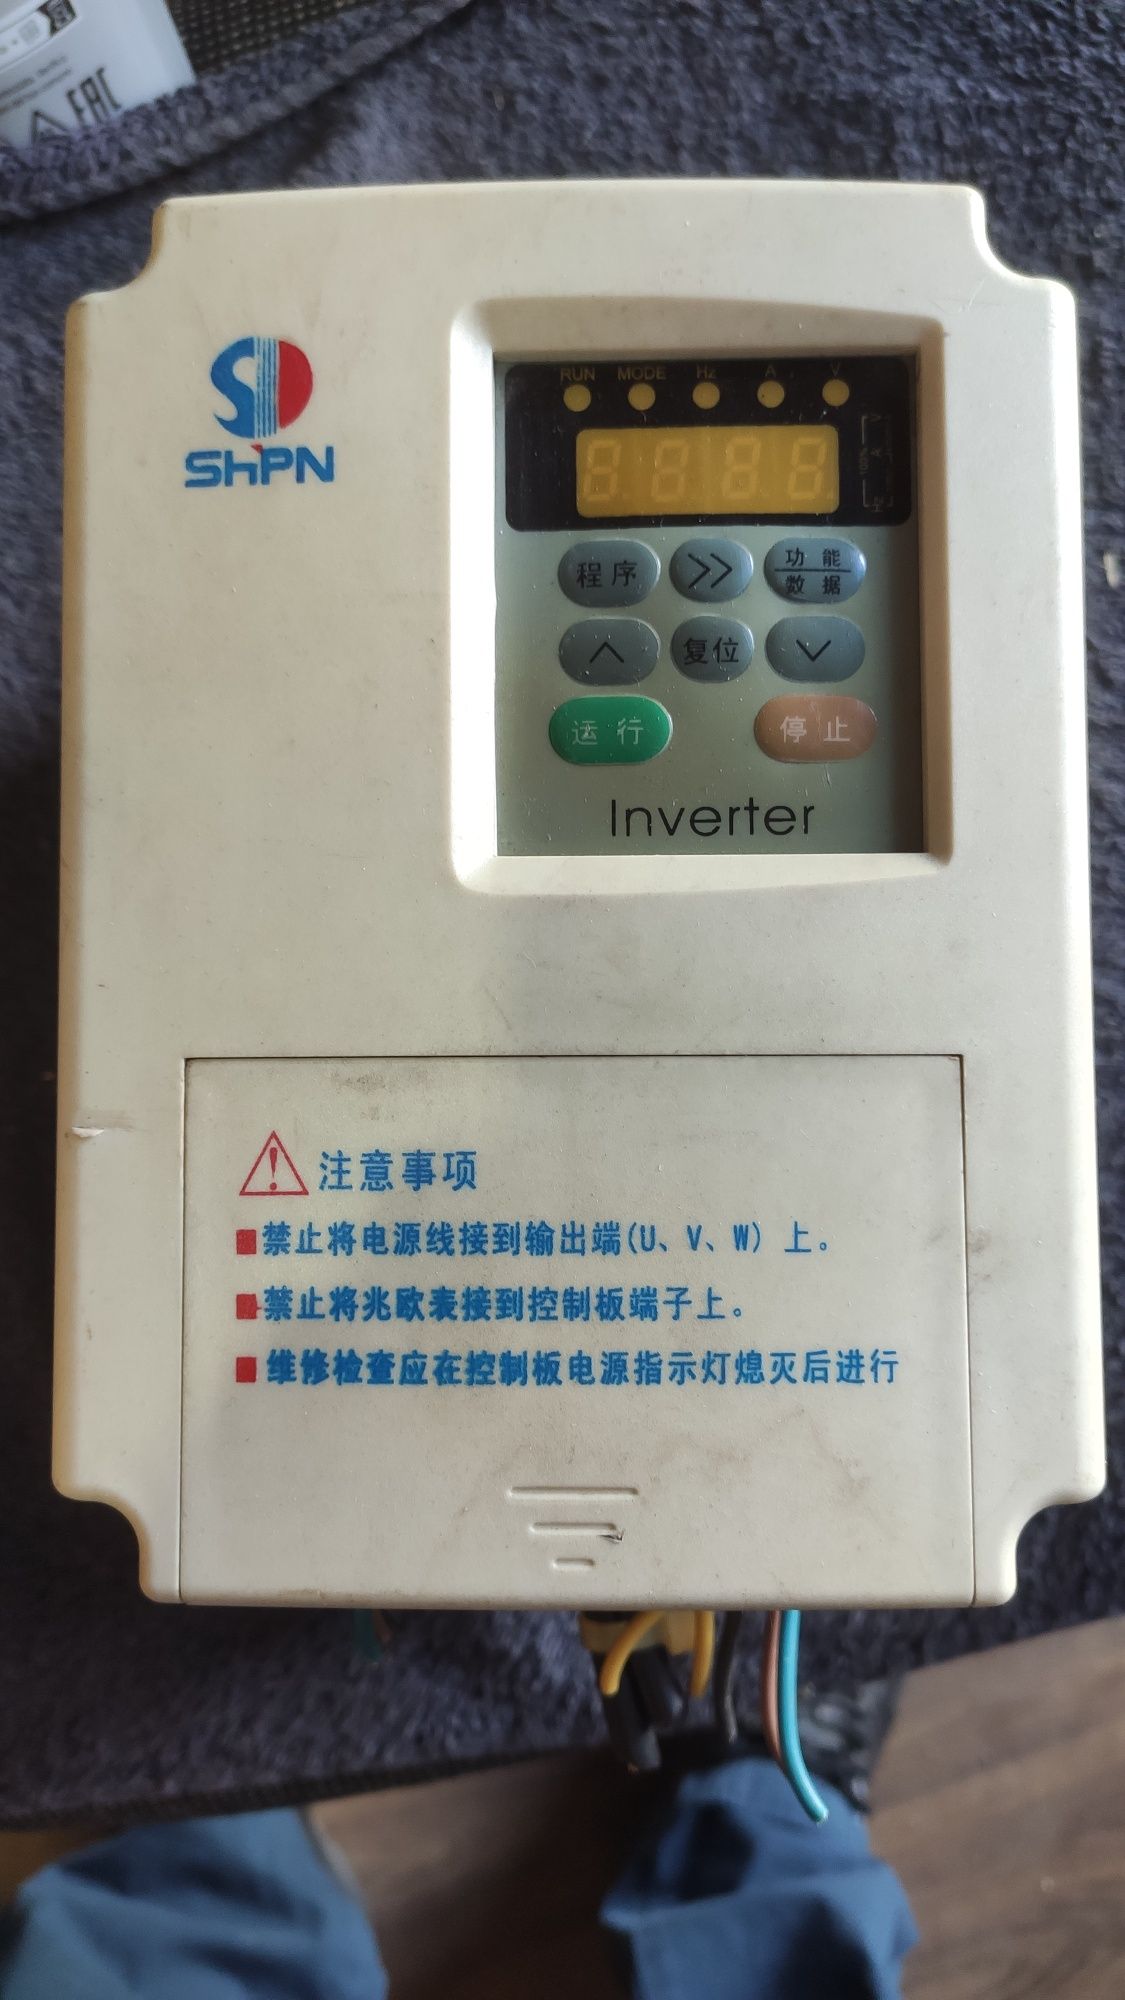 EAC
SHPN
RUN MODE Hz A V
8.8.8.8.
100%
Hz A V
程序 >> 功能
数据
∧ 复位 ∨
运行 停止
Inverter
注意事项
禁止将电源线接到输出端(U、V、W)上。
禁止将兆欧表接到控制板端子上。
维修检查应在控制板电源指示灯熄灭后进行